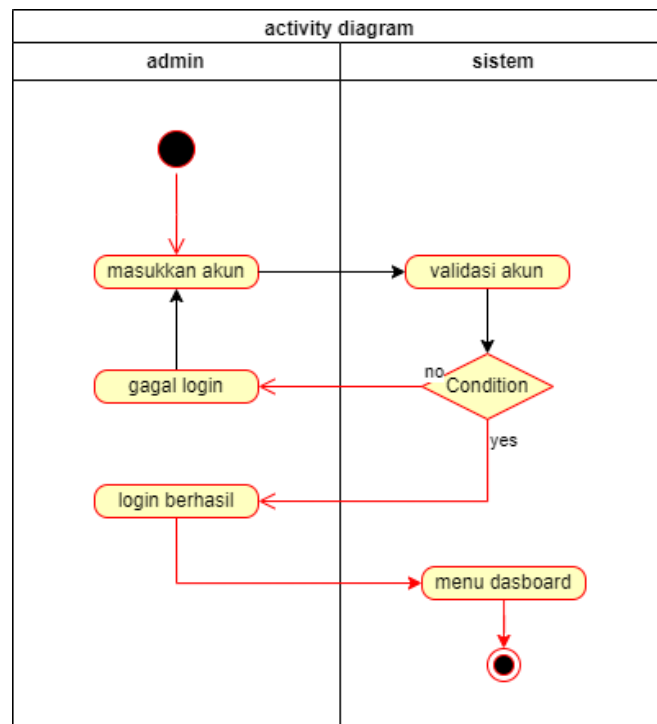 activity diagram
admin
sistem
masukkan akun
validasi akun
no
Condition
gagal login
yes
login berhasil
menu dasboard